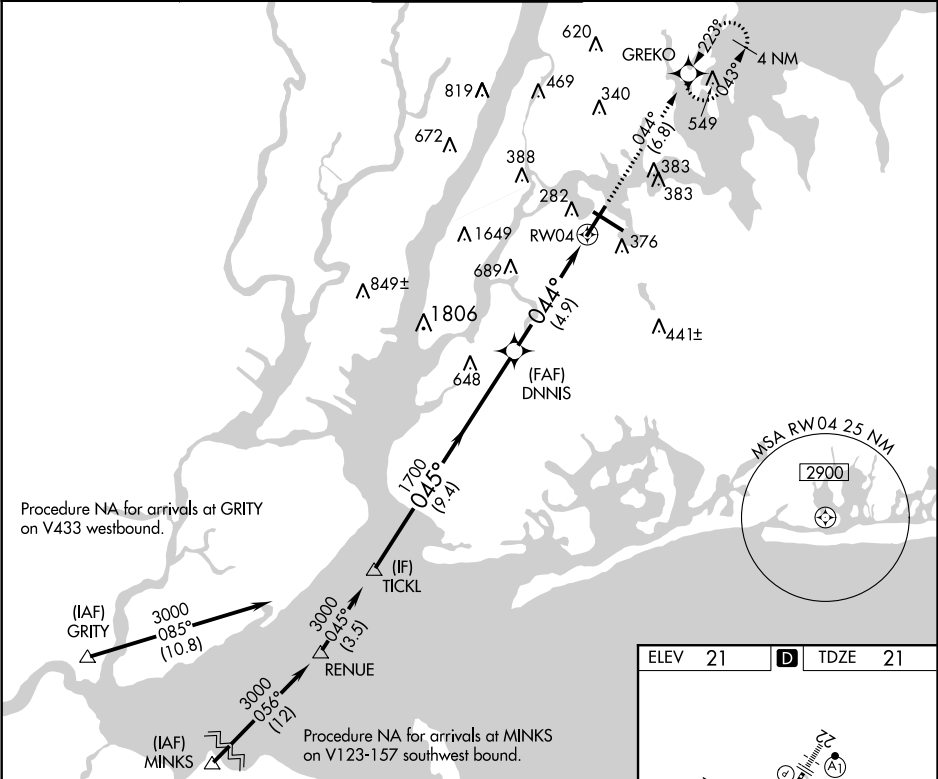 620
GREKO
223°
4 NM
043°
549
819
469
340
672
044°
(6.8)
388
383
383
282
RW04
376
1649
689
849±
1806
044°
(4.9)
441±
648
(FAF)
DNNIS
MSA RW04 25 NM
2900
1700
045°
(9.4)
Procedure NA for arrivals at GRITY
on V433 westbound.
(IF)
TICKL
(IAF)
GRITY
3000
085°
(10.8)
3000
045°
(3.5)
RENUE
3000
056°
(12)
(IAF)
MINKS
Procedure NA for arrivals at MINKS
on V123-157 southwest bound.
ELEV 21 D TDZE 21
22
A1